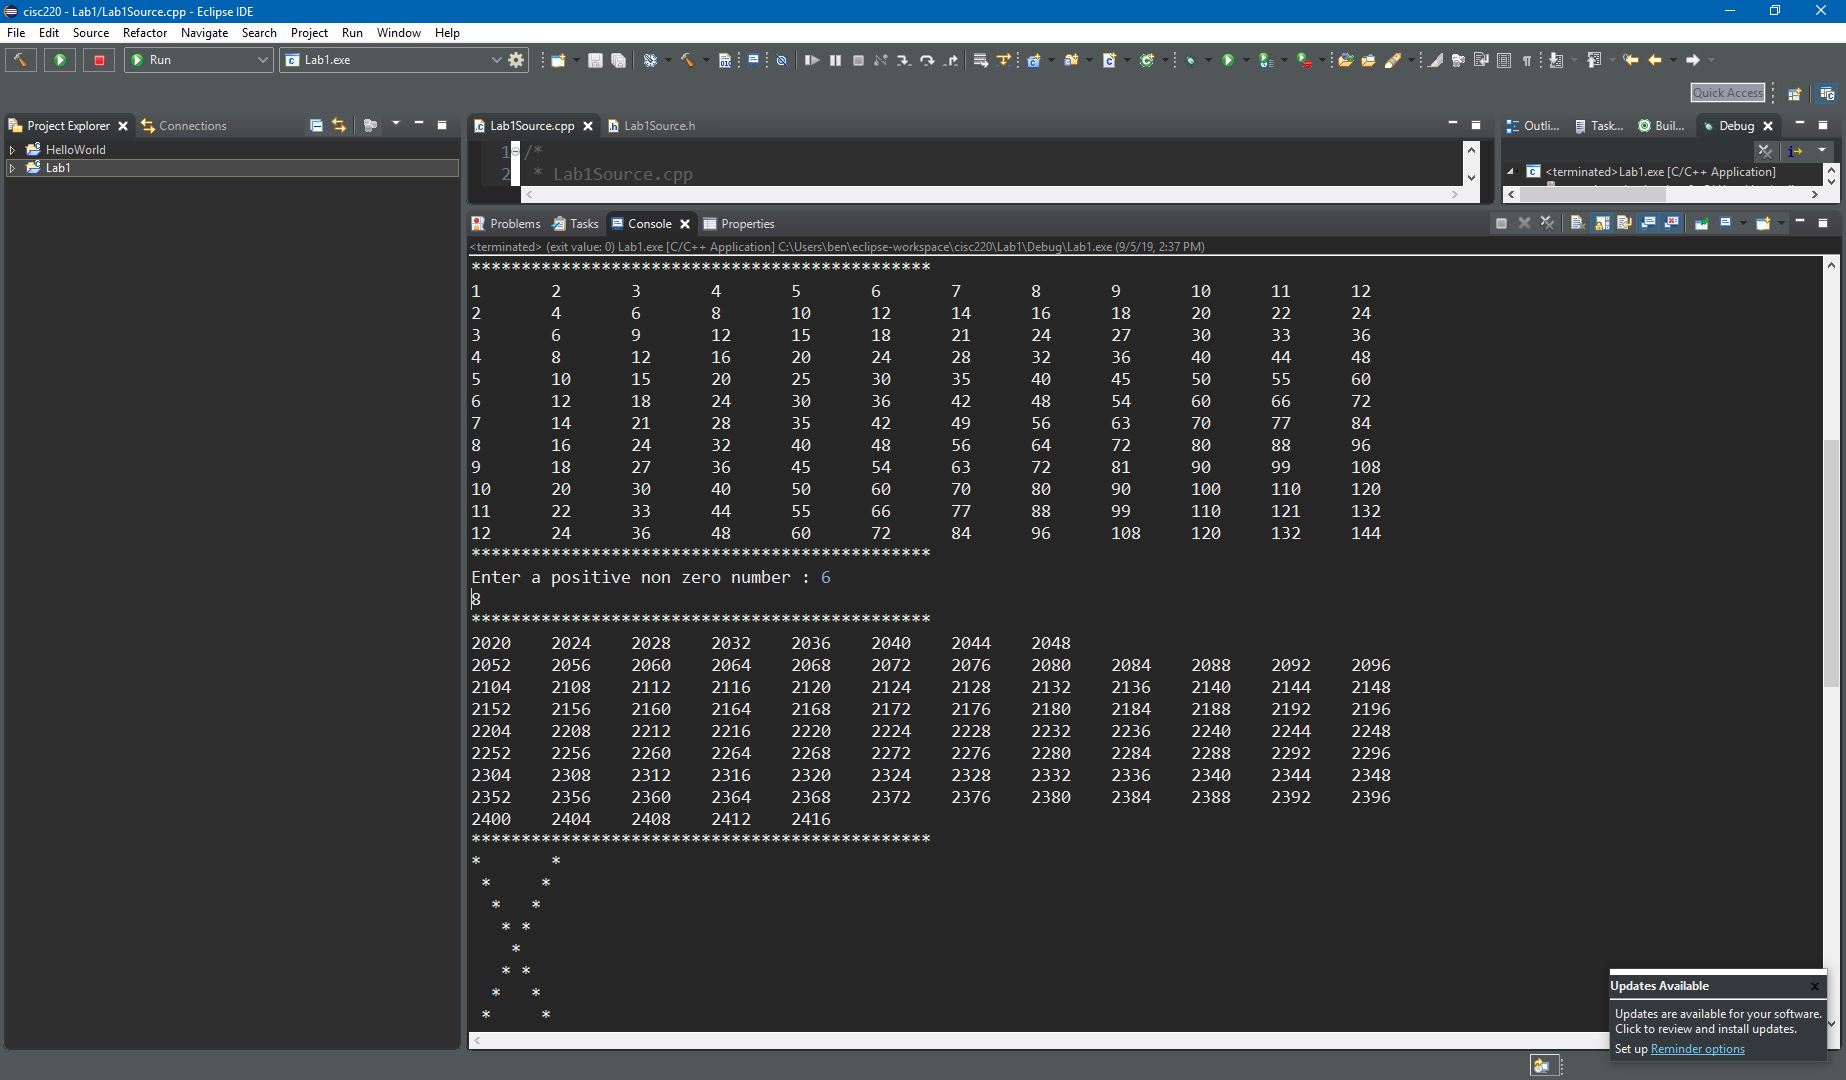 cisc220 - Lab1/Lab1Source.cpp - Eclipse IDE
File Edit Source Refactor Navigate Search Project Run Window Help
Run Lab1.exe
Quick Access
Project Explorer Connections
HelloWorld
Lab1
Lab1Source.cpp Lab1Source.h
1 /*
2 * Lab1Source.cpp
Outli... Task... Buil... Debug
<terminated>Lab1.exe [C/C++ Application]
Problems Tasks Console Properties
<terminated> (exit value: 0) Lab1.exe [C/C++ Application] C:\Users\ben\eclipse-workspace\cisc220\Lab1\Debug\Lab1.exe (9/5/19, 2:37 PM)
**********************************************
1 2 3 4 5 6 7 8 9 10 11 12
2 4 6 8 10 12 14 16 18 20 22 24
3 6 9 12 15 18 21 24 27 30 33 36
4 8 12 16 20 24 28 32 36 40 44 48
5 10 15 20 25 30 35 40 45 50 55 60
6 12 18 24 30 36 42 48 54 60 66 72
7 14 21 28 35 42 49 56 63 70 77 84
8 16 24 32 40 48 56 64 72 80 88 96
9 18 27 36 45 54 63 72 81 90 99 108
10 20 30 40 50 60 70 80 90 100 110 120
11 22 33 44 55 66 77 88 99 110 121 132
12 24 36 48 60 72 84 96 108 120 132 144
**********************************************
Enter a positive non zero number : 6
8
**********************************************
2020 2024 2028 2032 2036 2040 2044 2048
2052 2056 2060 2064 2068 2072 2076 2080 2084 2088 2092 2096
2104 2108 2112 2116 2120 2124 2128 2132 2136 2140 2144 2148
2152 2156 2160 2164 2168 2172 2176 2180 2184 2188 2192 2196
2204 2208 2212 2216 2220 2224 2228 2232 2236 2240 2244 2248
2252 2256 2260 2264 2268 2272 2276 2280 2284 2288 2292 2296
2304 2308 2312 2316 2320 2324 2328 2332 2336 2340 2344 2348
2352 2356 2360 2364 2368 2372 2376 2380 2384 2388 2392 2396
2400 2404 2408 2412 2416
**********************************************
*       *
 *     *
  *   *
   * *
    *
   * *
  *   *
 *     *
Updates Available
Updates are available for your software.
Click to review and install updates.
Set up Reminder options